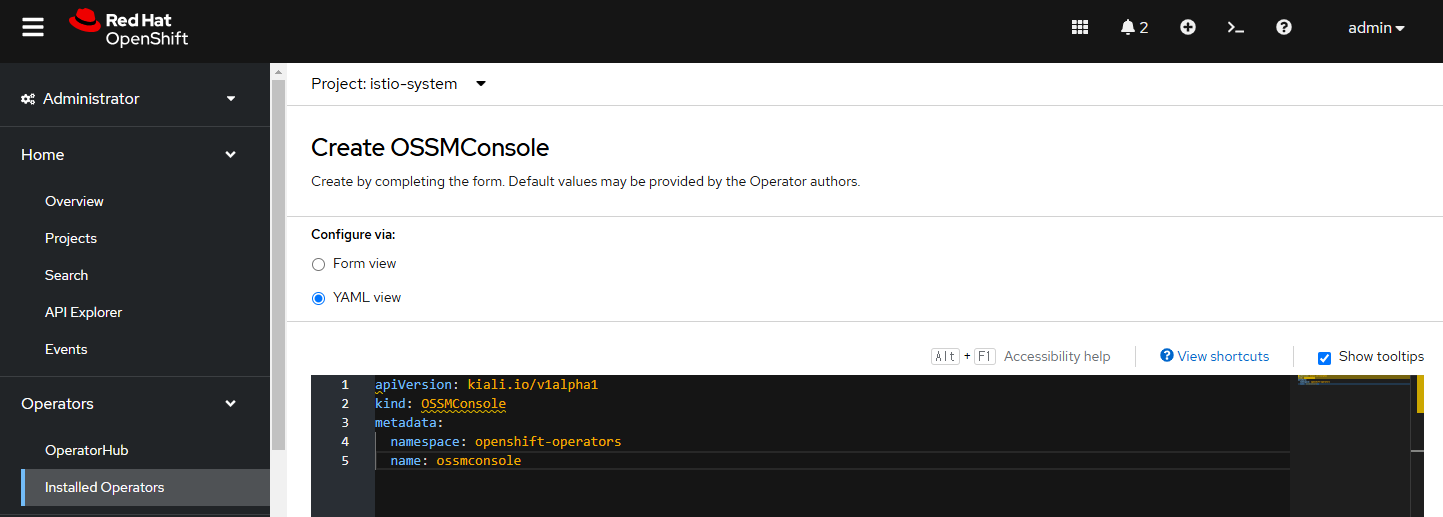 Red Hat
OpenShift
2
admin
Administrator
Home
Overview
Projects
Search
API Explorer
Events
Operators
OperatorHub
Installed Operators
Project: istio-system
Create OSSMConsole
Create by completing the form. Default values may be provided by the Operator authors.
Configure via:
Form view
YAML view
Alt + F1 Accessibility help
View shortcuts
Show tooltips
1 apiVersion: kiali.io/v1alpha1
2 kind: OSSMConsole
3 metadata:
4 namespace: openshift-operators
5 name: ossmconsole